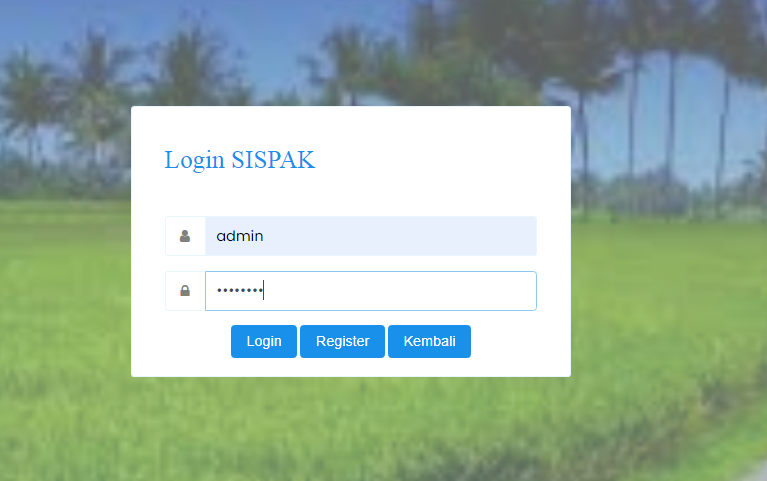 Login SISPAK
admin
••••••••
Login Register Kembali